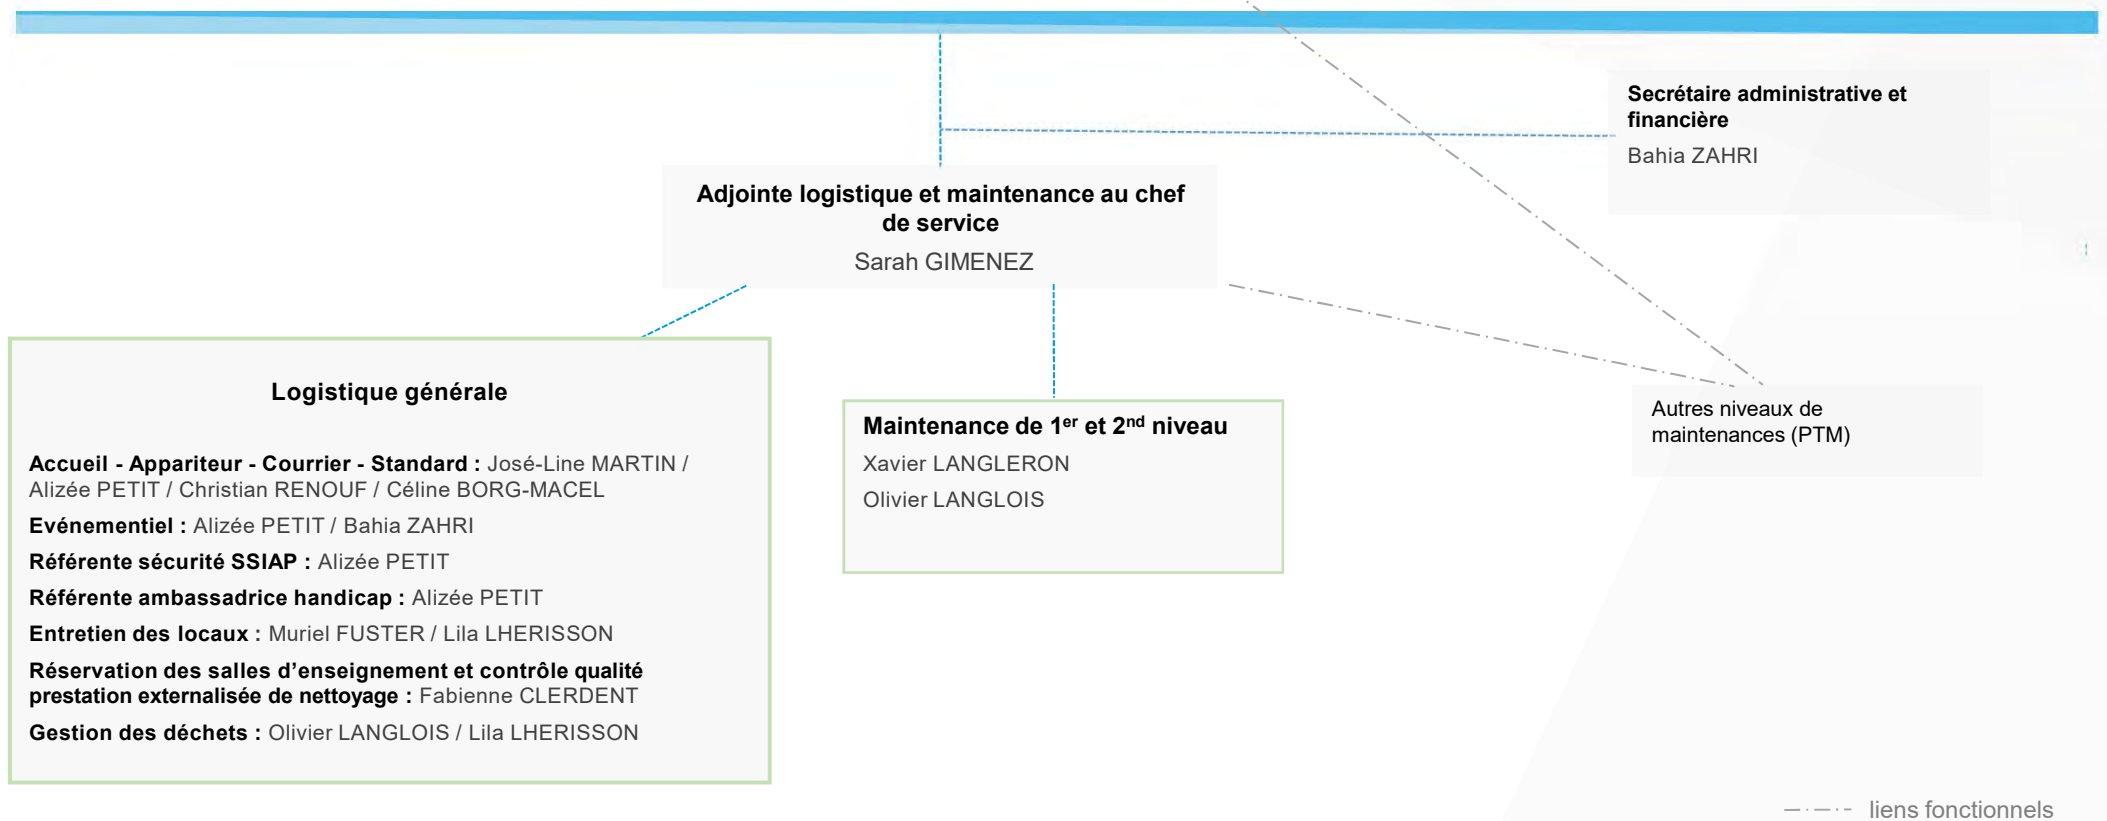 Secrétaire administrative et
financière
Bahia ZAHRI
Adjointe logistique et maintenance au chef
de service
Sarah GIMENEZ
Logistique générale
Accueil - Appariteur - Courrier - Standard : José-Line MARTIN /
Alizée PETIT / Christian RENOUF / Céline BORG-MACEL
Evénementiel : Alizée PETIT / Bahia ZAHRI
Référente sécurité SSIAP : Alizée PETIT
Référente ambassadrice handicap : Alizée PETIT
Entretien des locaux : Muriel FUSTER / Lila LHERISSON
Réservation des salles d’enseignement et contrôle qualité
prestation externalisée de nettoyage : Fabienne CLERDENT
Gestion des déchets : Olivier LANGLOIS / Lila LHERISSON
Maintenance de 1er et 2nd niveau
Xavier LANGLERON
Olivier LANGLOIS
Autres niveaux de
maintenances (PTM)
liens fonctionnels